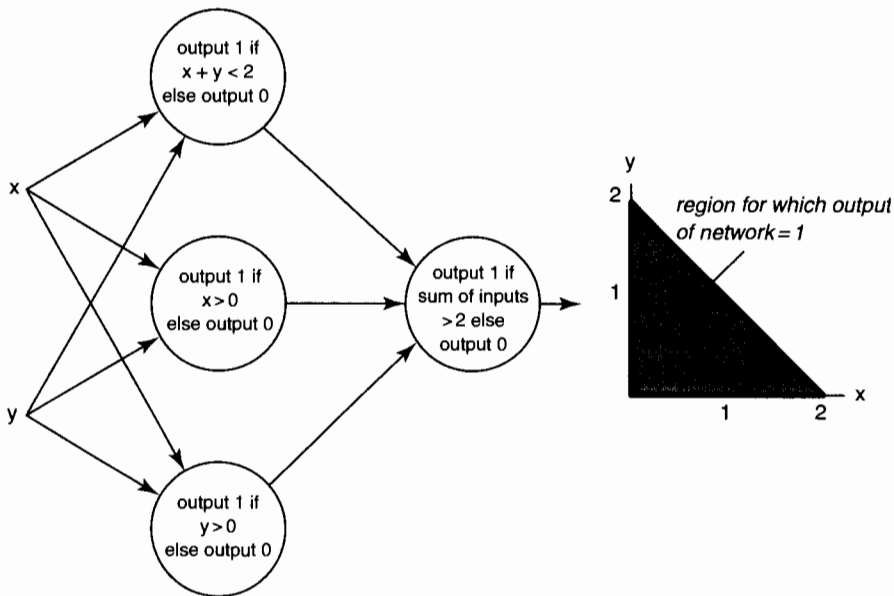 output 1 if
x + y < 2
else output 0
x
output 1 if
x > 0
else output 0
output 1 if
sum of inputs
>2 else
output 0
y
output 1 if
y > 0
else output 0
y
2
region for which output
of network = 1
1
1
2
x